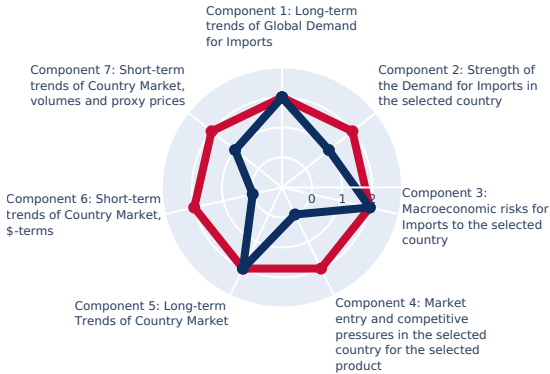 Component 1: Long-term
trends of Global Demand
for Imports
Component 2: Strength of
the Demand for Imports in
the selected country
Component 3:
Macroeconomic risks for
Imports to the selected
country
Component 4: Market
entry and competitive
pressures in the selected
country for the selected
product
Component 5: Long-term
Trends of Country Market
Component 6: Short-term
trends of Country Market,
$-terms
Component 7: Short-term
trends of Country Market,
volumes and proxy prices
0 1 2